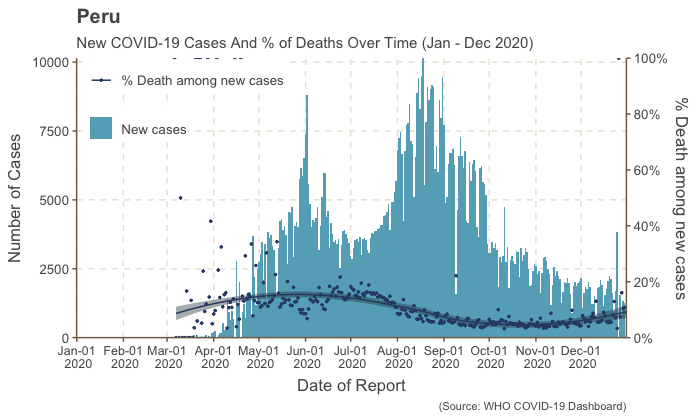 Peru
New COVID-19 Cases And % of Deaths Over Time (Jan - Dec 2020)
10000
7500
5000
2500
0
Number of Cases
% Death among new cases
New cases
100%
80%
60%
40%
20%
0%
% Death among new cases
Jan-01 Feb-01 Mar-01 Apr-01 May-01 Jun-01 Jul-01 Aug-01 Sep-01 Oct-01 Nov-01 Dec-01
2020 2020 2020 2020 2020 2020 2020 2020 2020 2020 2020 2020
Date of Report
(Source: WHO COVID-19 Dashboard)